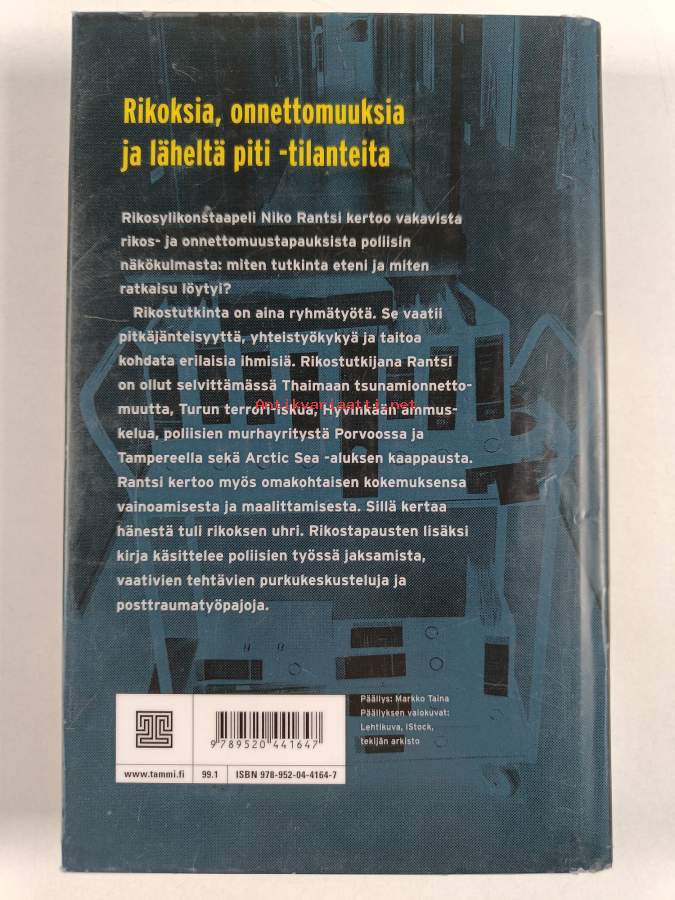 Rikoksia, onnettomuuksia
ja läheltä piti -tilanteita
Rikosylikonstaapeli Niko Rantsi kertoo vakavista
rikos- ja onnettomuustapauksista poliisin
näkökulmasta: miten tutkinta eteni ja miten
ratkaisu löytyi?
Rikostutkinta on aina ryhmätyötä. Se vaatii
pitkäjänteisyyttä, yhteistyökykyä ja taitoa
kohdata erilaisia ihmisiä. Rikostutkijana Rantsi
on ollut selvittämässä Thaimaan tsunamionnetto-
muutta, Turun terrori-iskua, Hyvinkään ammus-
Antikvariaatti.net
kelua, poliisien murhayritystä Porvoossa ja
Tampereella sekä Arctic Sea -aluksen kaappausta.
Rantsi kertoo myös omakohtaisen kokemuksensa
vainoamisesta ja maalittamisesta. Sillä kertaa
hänestä tuli rikoksen uhri. Rikostapausten lisäksi
kirja käsittelee poliisien työssä jaksamista,
vaativien tehtävien purkukeskusteluja ja
posttraumatyöpajoja.
Päällys: Markko Taina
Päällyksen valokuvat:
Lehtikuva, iStock,
tekijän arkisto
9 789520 441647
www.tammi.fi 99.1 ISBN 978-952-04-4164-7